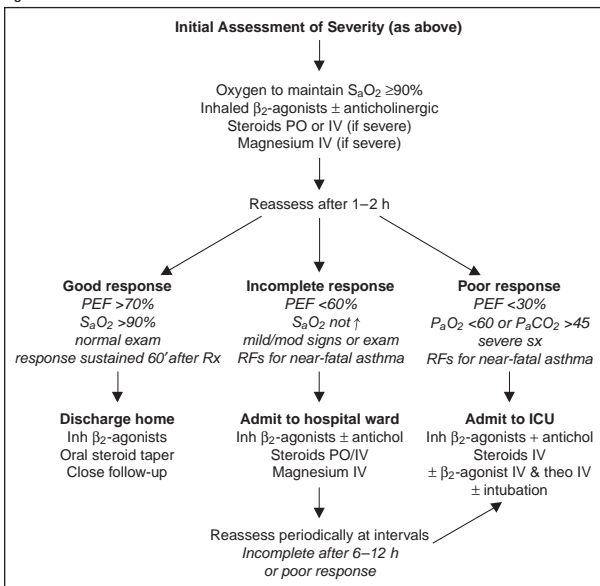 Initial Assessment of Severity (as above)
Oxygen to maintain SaO2 ≥90%
Inhaled β2-agonists ± anticholinergic
Steroids PO or IV (if severe)
Magnesium IV (if severe)
Reassess after 1–2 h
Good response
PEF >70%
SaO2 >90%
normal exam
response sustained 60′ after Rx
Incomplete response
PEF <60%
SaO2 not ↑
mild/mod signs or exam
RFs for near-fatal asthma
Poor response
PEF <30%
PaO2 <60 or PaCO2 >45
severe sx
RFs for near-fatal asthma
Discharge home
Inh β2-agonists
Oral steroid taper
Close follow-up
Admit to hospital ward
Inh β2-agonists ± antichol
Steroids PO/IV
Magnesium IV
Admit to ICU
Inh β2-agonists + antichol
Steroids IV
± β2-agonist IV & theo IV
± intubation
Reassess periodically at intervals
Incomplete after 6–12 h
or poor response